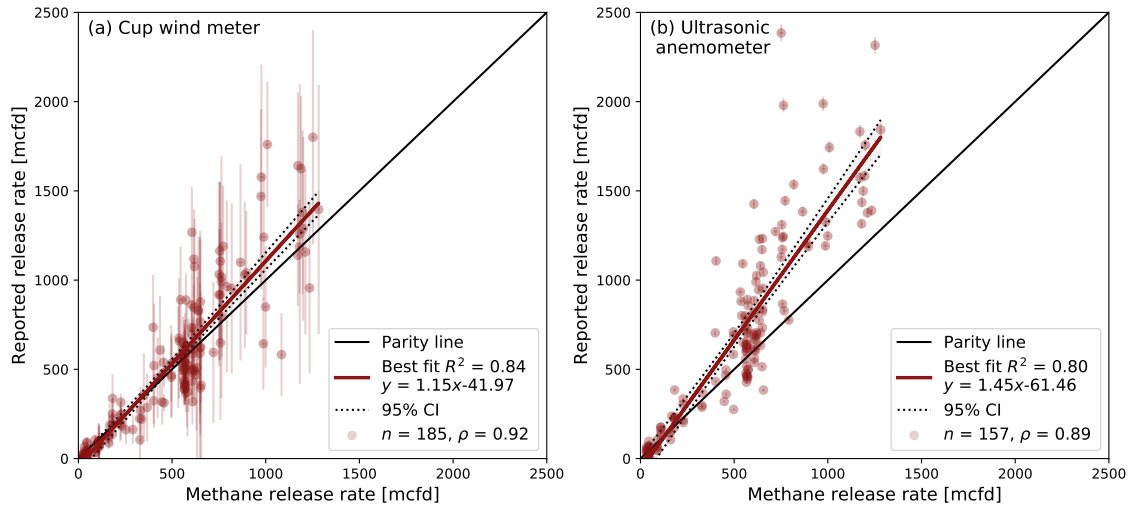 (a) Cup wind meter
Reported release rate [mcfd]
2500
2000
1500
1000
500
0
0 500 1000 1500 2000 2500
Methane release rate [mcfd]
Parity line
Best fit R² = 0.84
y = 1.15x-41.97
95% CI
n = 185, ρ = 0.92
(b) Ultrasonic
anemometer
Reported release rate [mcfd]
2500
2000
1500
1000
500
0
0 500 1000 1500 2000 2500
Methane release rate [mcfd]
Parity line
Best fit R² = 0.80
y = 1.45x-61.46
95% CI
n = 157, ρ = 0.89